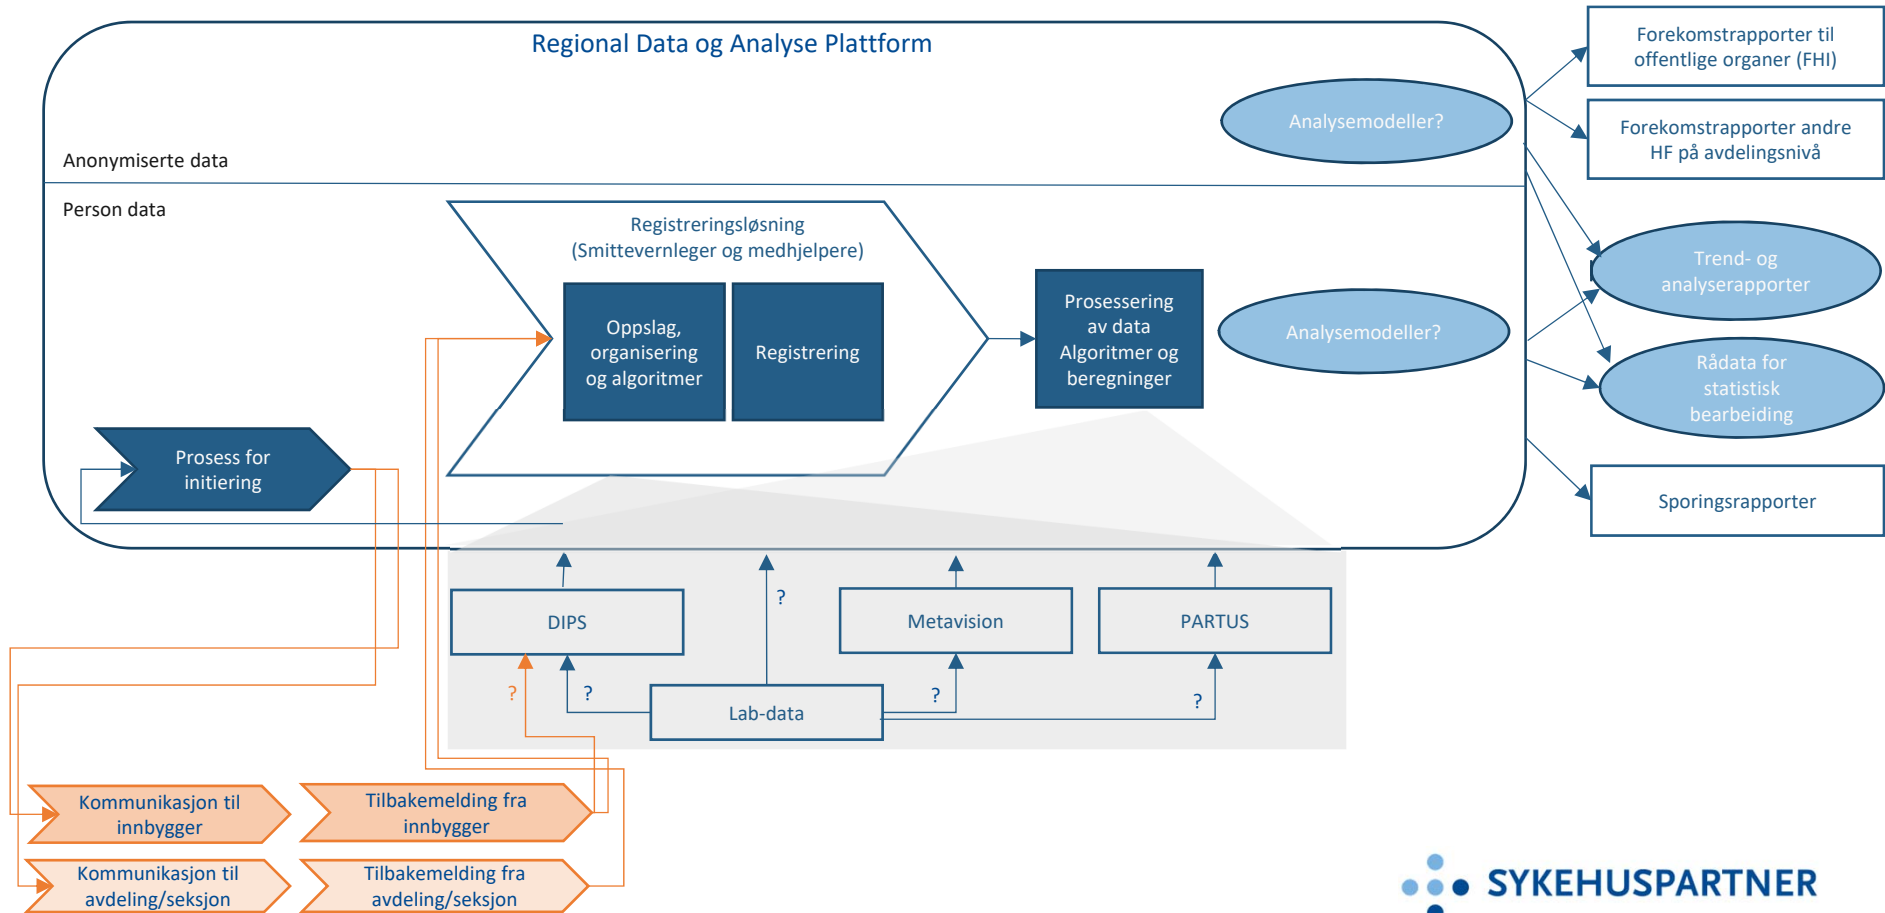 Regional Data og Analyse Plattform
Forekomstrapporter til
offentlige organer (FHI)
Analysemodeller?
Forekomstrapporter andre
HF på avdelingsnivå
Anonymiserte data
Person data
Registreringsløsning
(Smittevernleger og medhjelpere)
Oppslag,
organisering
og algoritmer
Registrering
Prosessering
av data
Algoritmer og
beregninger
Analysemodeller?
Trend- og
analyserapporter
Rådata for
statistisk
bearbeiding
Prosess for
initiering
Sporingsrapporter
DIPS
?
Metavision
PARTUS
?
?
?
?
Lab-data
Kommunikasjon til
innbygger
Tilbakemelding fra
innbygger
Kommunikasjon til
avdeling/seksjon
Tilbakemelding fra
avdeling/seksjon
SYKEHUSPARTNER